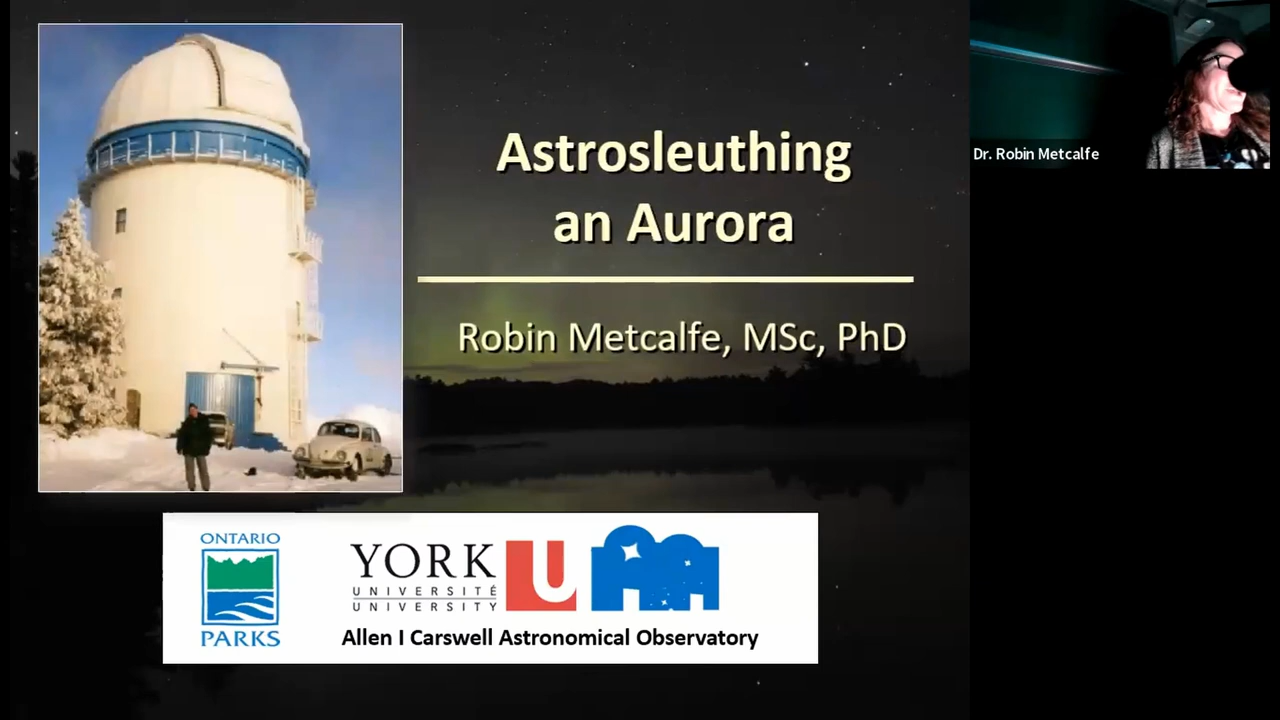 Astrosleuthing
an Aurora
Robin Metcalfe, MSc, PhD
Dr. Robin Metcalfe
ONTARIO
PARKS
YORK
UNIVERSITÉ
UNIVERSITY
U
Allen I Carswell Astronomical Observatory